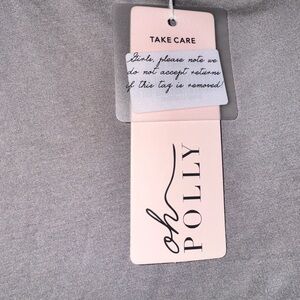 TAKE CARE
Girls, please note we
do not accept returns
if this tag is removed
oh
POLLY